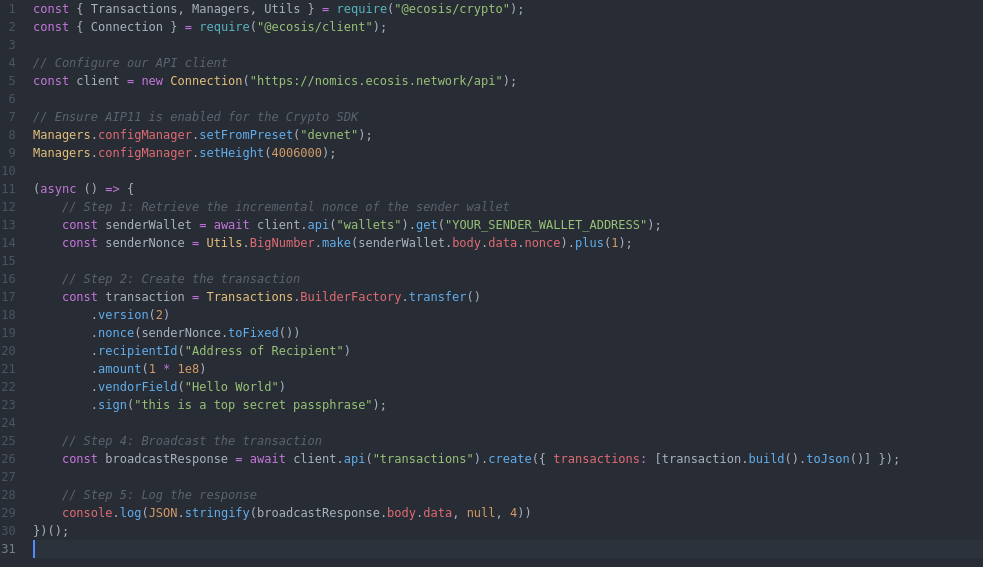 1 const { Transactions, Managers, Utils } = require("@ecosis/crypto");
2 const { Connection } = require("@ecosis/client");
3
4 // Configure our API client
5 const client = new Connection("https://nomics.ecosis.network/api");
6
7 // Ensure AIP11 is enabled for the Crypto SDK
8 Managers.configManager.setFromPreset("devnet");
9 Managers.configManager.setHeight(4006000);
10
11 (async () => {
12     // Step 1: Retrieve the incremental nonce of the sender wallet
13     const senderWallet = await client.api("wallets").get("YOUR_SENDER_WALLET_ADDRESS");
14     const senderNonce = Utils.BigNumber.make(senderWallet.body.data.nonce).plus(1);
15
16     // Step 2: Create the transaction
17     const transaction = Transactions.BuilderFactory.transfer()
18         .version(2)
19         .nonce(senderNonce.toFixed())
20         .recipientId("Address of Recipient")
21         .amount(1 * 1e8)
22         .vendorField("Hello World")
23         .sign("this is a top secret passphrase");
24
25     // Step 4: Broadcast the transaction
26     const broadcastResponse = await client.api("transactions").create({ transactions: [transaction.build().toJson()] });
27
28     // Step 5: Log the response
29     console.log(JSON.stringify(broadcastResponse.body.data, null, 4))
30 })();
31